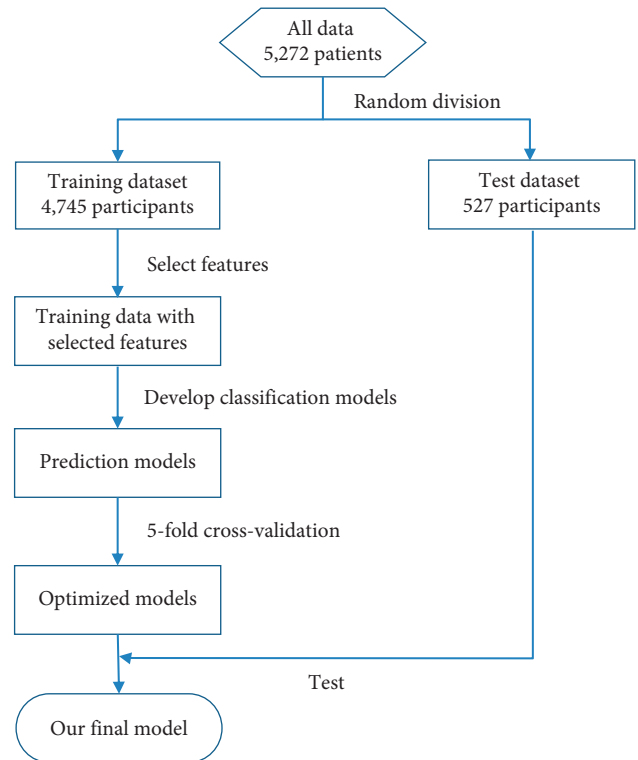 All data
5,272 patients
Random division
Training dataset
4,745 participants
Test dataset
527 participants
Select features
Training data with
selected features
Develop classification models
Prediction models
5-fold cross-validation
Optimized models
Test
Our final model